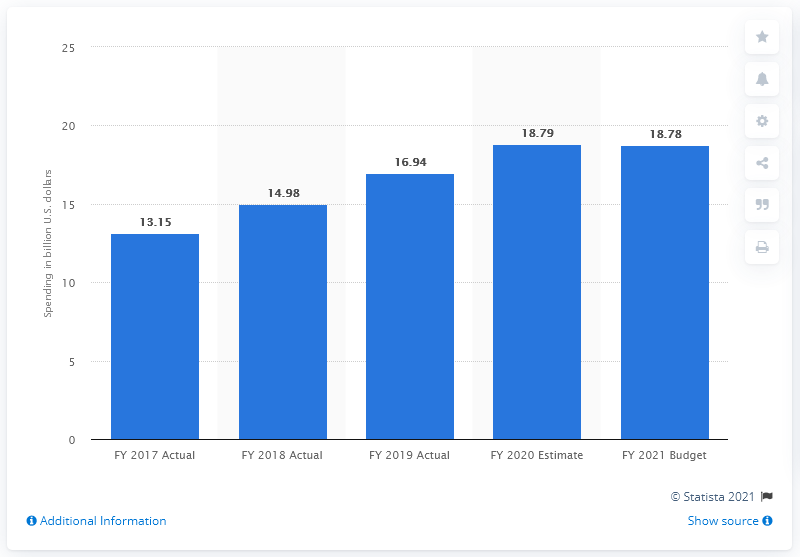 25
20
15
10
5
0
Spending in billion U.S. dollars
13.15
14.98
16.94
18.79
18.78
FY 2017 Actual
FY 2018 Actual
FY 2019 Actual
FY 2020 Estimate
FY 2021 Budget
© Statista 2021
Additional Information
Show source